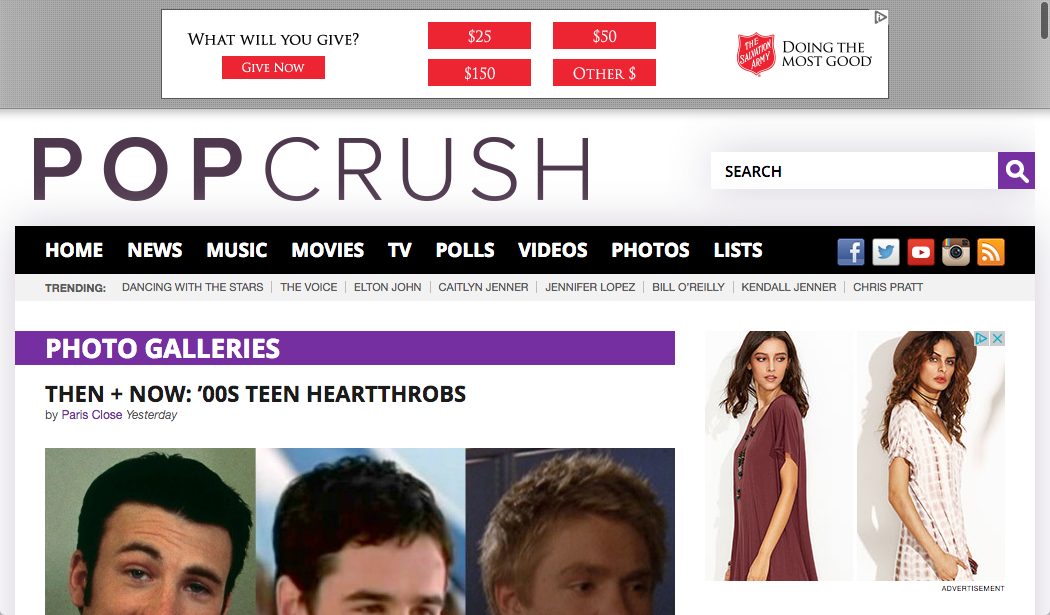 WHAT WILL YOU GIVE?
GIVE NOW
$25
$50
$150
OTHER $
THE SALVATION ARMY
DOING THE
MOST GOOD
POPCRUSH
SEARCH
HOME NEWS MUSIC MOVIES TV POLLS VIDEOS PHOTOS LISTS
TRENDING: DANCING WITH THE STARS THE VOICE ELTON JOHN CAITLYN JENNER JENNIFER LOPEZ BILL O'REILLY KENDALL JENNER CHRIS PRATT
PHOTO GALLERIES
THEN + NOW: ’00S TEEN HEARTTHROBS
by Paris Close Yesterday
ADVERTISEMENT